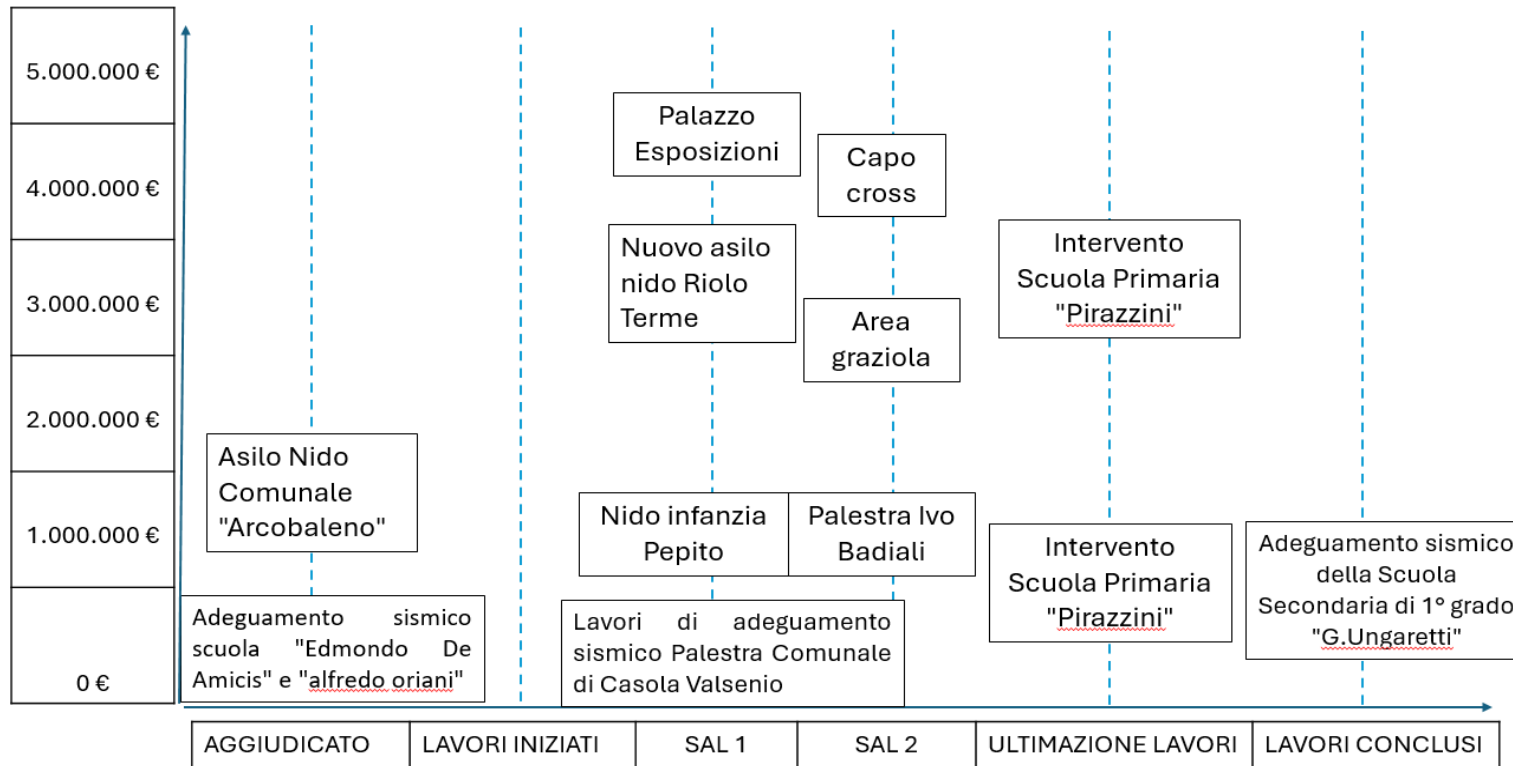 5.000.000 €
4.000.000 €
3.000.000 €
2.000.000 €
1.000.000 €
0 €
Palazzo
Esposizioni
Capo
cross
Nuovo asilo
nido Riolo
Terme
Intervento
Scuola Primaria
"Pirazzini"
Area
graziola
Asilo Nido
Comunale
"Arcobaleno"
Nido infanzia
Pepito
Palestra Ivo
Badiali
Intervento
Scuola Primaria
"Pirazzini"
Adeguamento sismico
della Scuola
Secondaria di 1° grado
"G.Ungaretti"
Adeguamento sismico
scuola "Edmondo De
Amicis" e "alfredo oriani"
Lavori di adeguamento
sismico Palestra Comunale
di Casola Valsenio
AGGIUDICATO
LAVORI INIZIATI
SAL 1
SAL 2
ULTIMAZIONE LAVORI
LAVORI CONCLUSI